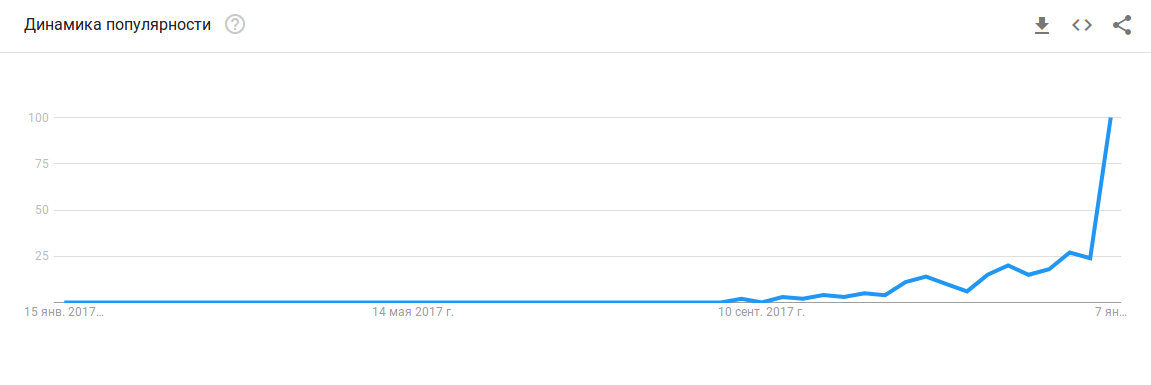 Динамика популярности ?
100
75
50
25
15 янв. 2017…
14 мая 2017 г.
10 сент. 2017 г.
7 ян…